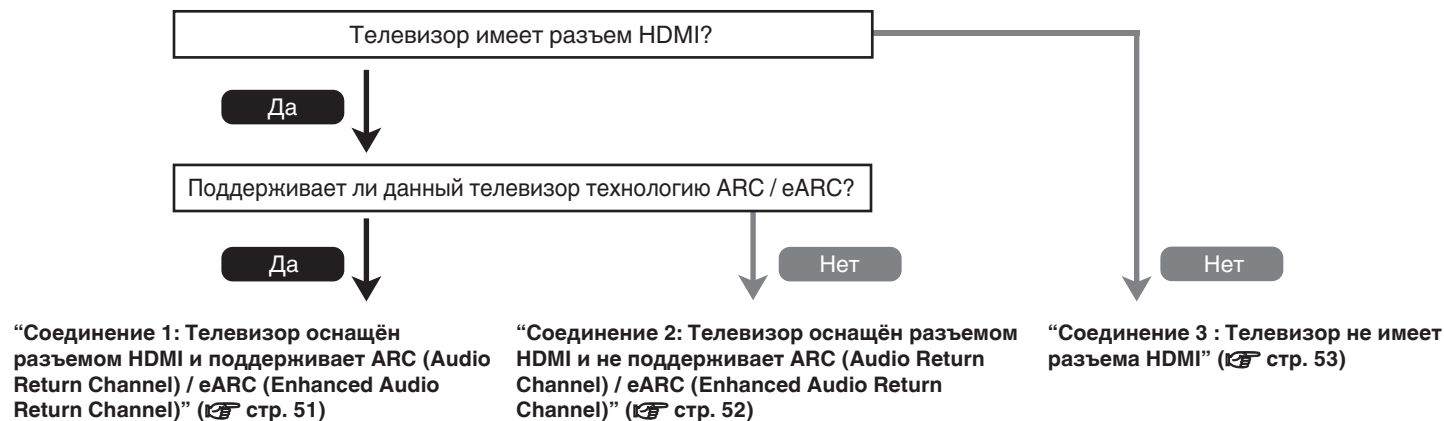 Телевизор имеет разъем HDMI?
Да
Поддерживает ли данный телевизор технологию ARC / eARC?
Да
Нет
Нет
“Соединение 1: Телевизор оснащён
разъемом HDMI и поддерживает ARC (Audio
Return Channel) / eARC (Enhanced Audio
Return Channel)” (☞ стр. 51)
“Соединение 2: Телевизор оснащён разъемом
HDMI и не поддерживает ARC (Audio Return
Channel) / eARC (Enhanced Audio Return
Channel)” (☞ стр. 52)
“Соединение 3 : Телевизор не имеет
разъема HDMI” (☞ стр. 53)